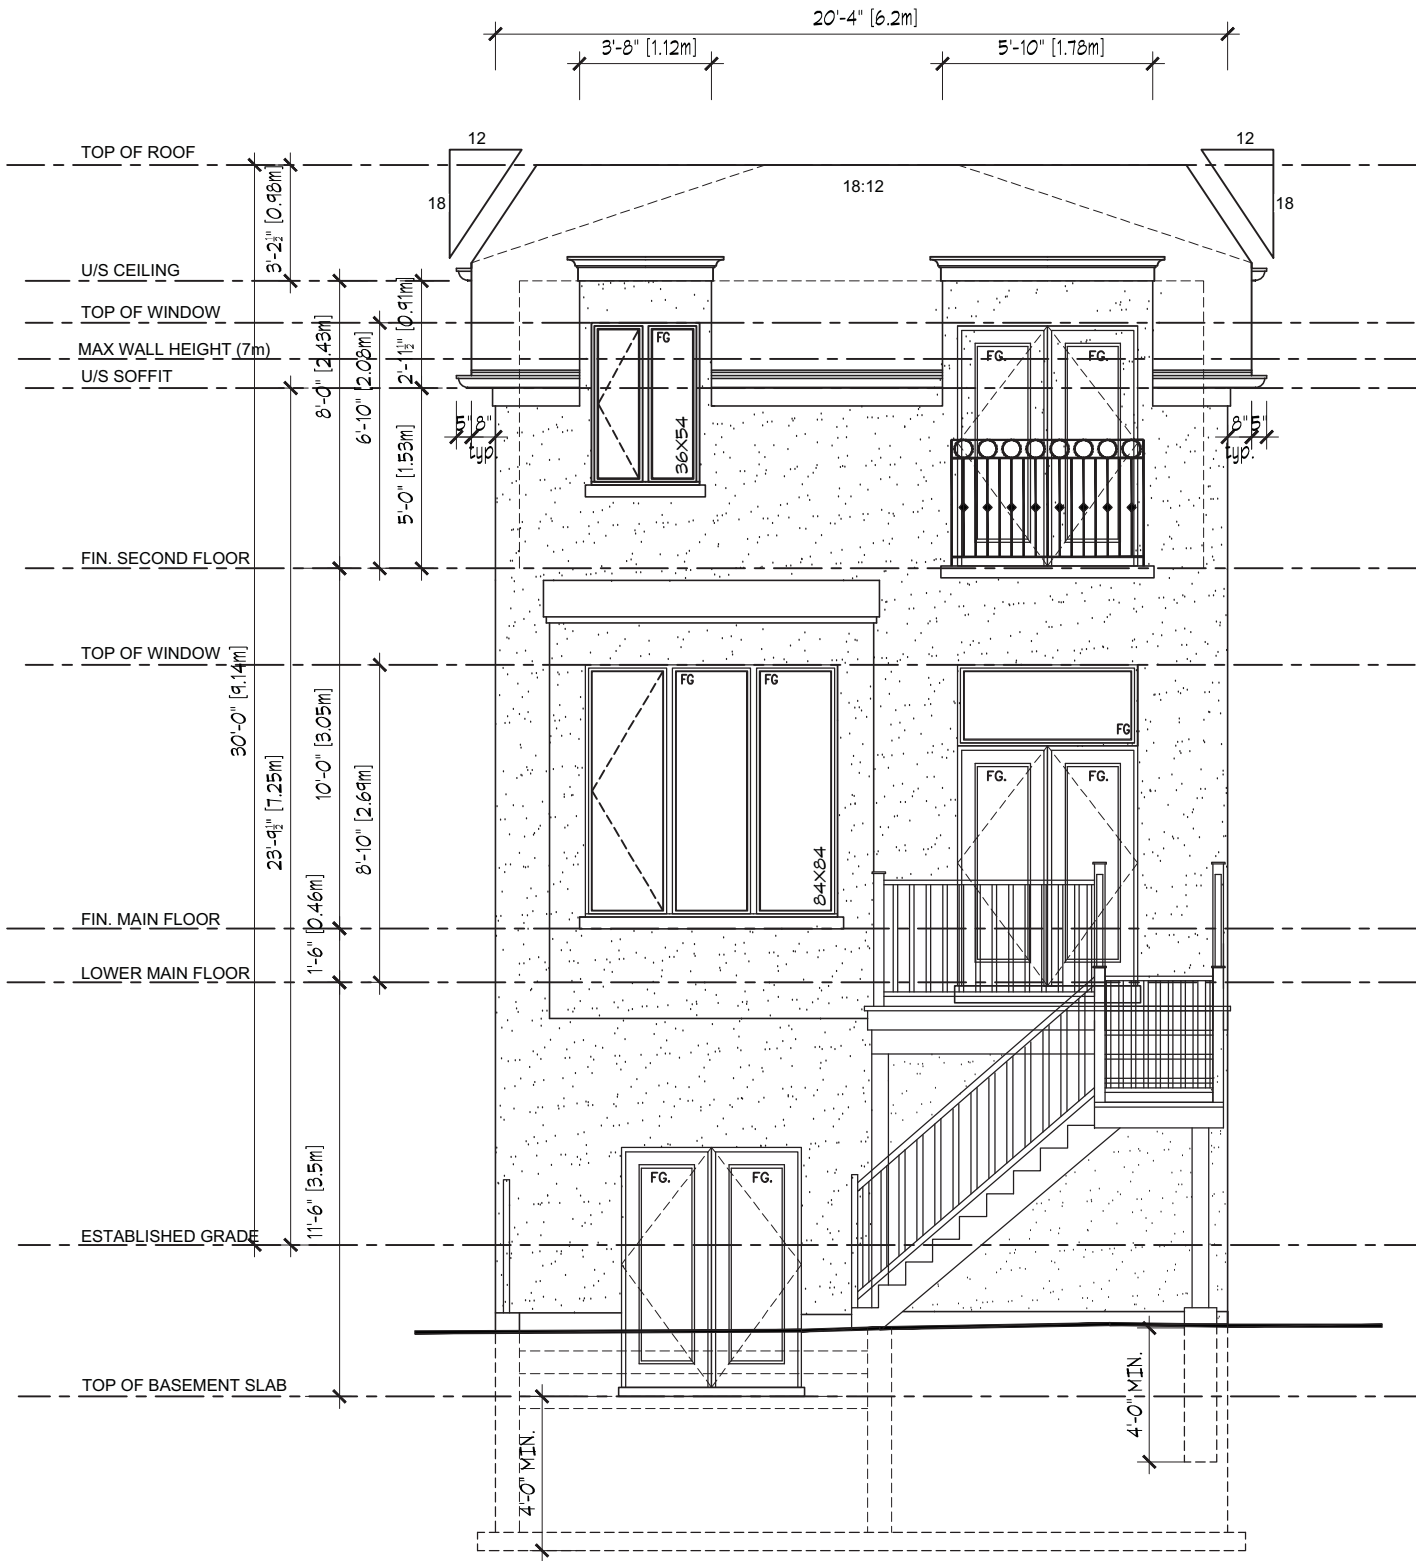 20'-4" [6.2m]
3'-8" [1.12m]
5'-10" [1.78m]
12
12
TOP OF ROOF
18:12
18
18
3'-2½" [0.98m]
U/S CEILING
TOP OF WINDOW
MAX WALL HEIGHT (7m)
U/S SOFFIT
8'-0" [2.43m]
6'-10" [2.08m]
2'-11½" [0.91m]
FG
FG.
FG.
36X54
5" 8"
typ.
8" 5"
typ.
5'-0" [1.53m]
FIN. SECOND FLOOR
TOP OF WINDOW
30'-0" [9.14m]
23'-9½" [7.25m]
10'-0" [3.05m]
8'-10" [2.69m]
FG
FG
FG
FG.
FG.
84X84
1'-6" [0.46m]
FIN. MAIN FLOOR
LOWER MAIN FLOOR
11'-6" [3.5m]
FG.
FG.
ESTABLISHED GRADE
TOP OF BASEMENT SLAB
4'-0" MIN.
4'-0" MIN.